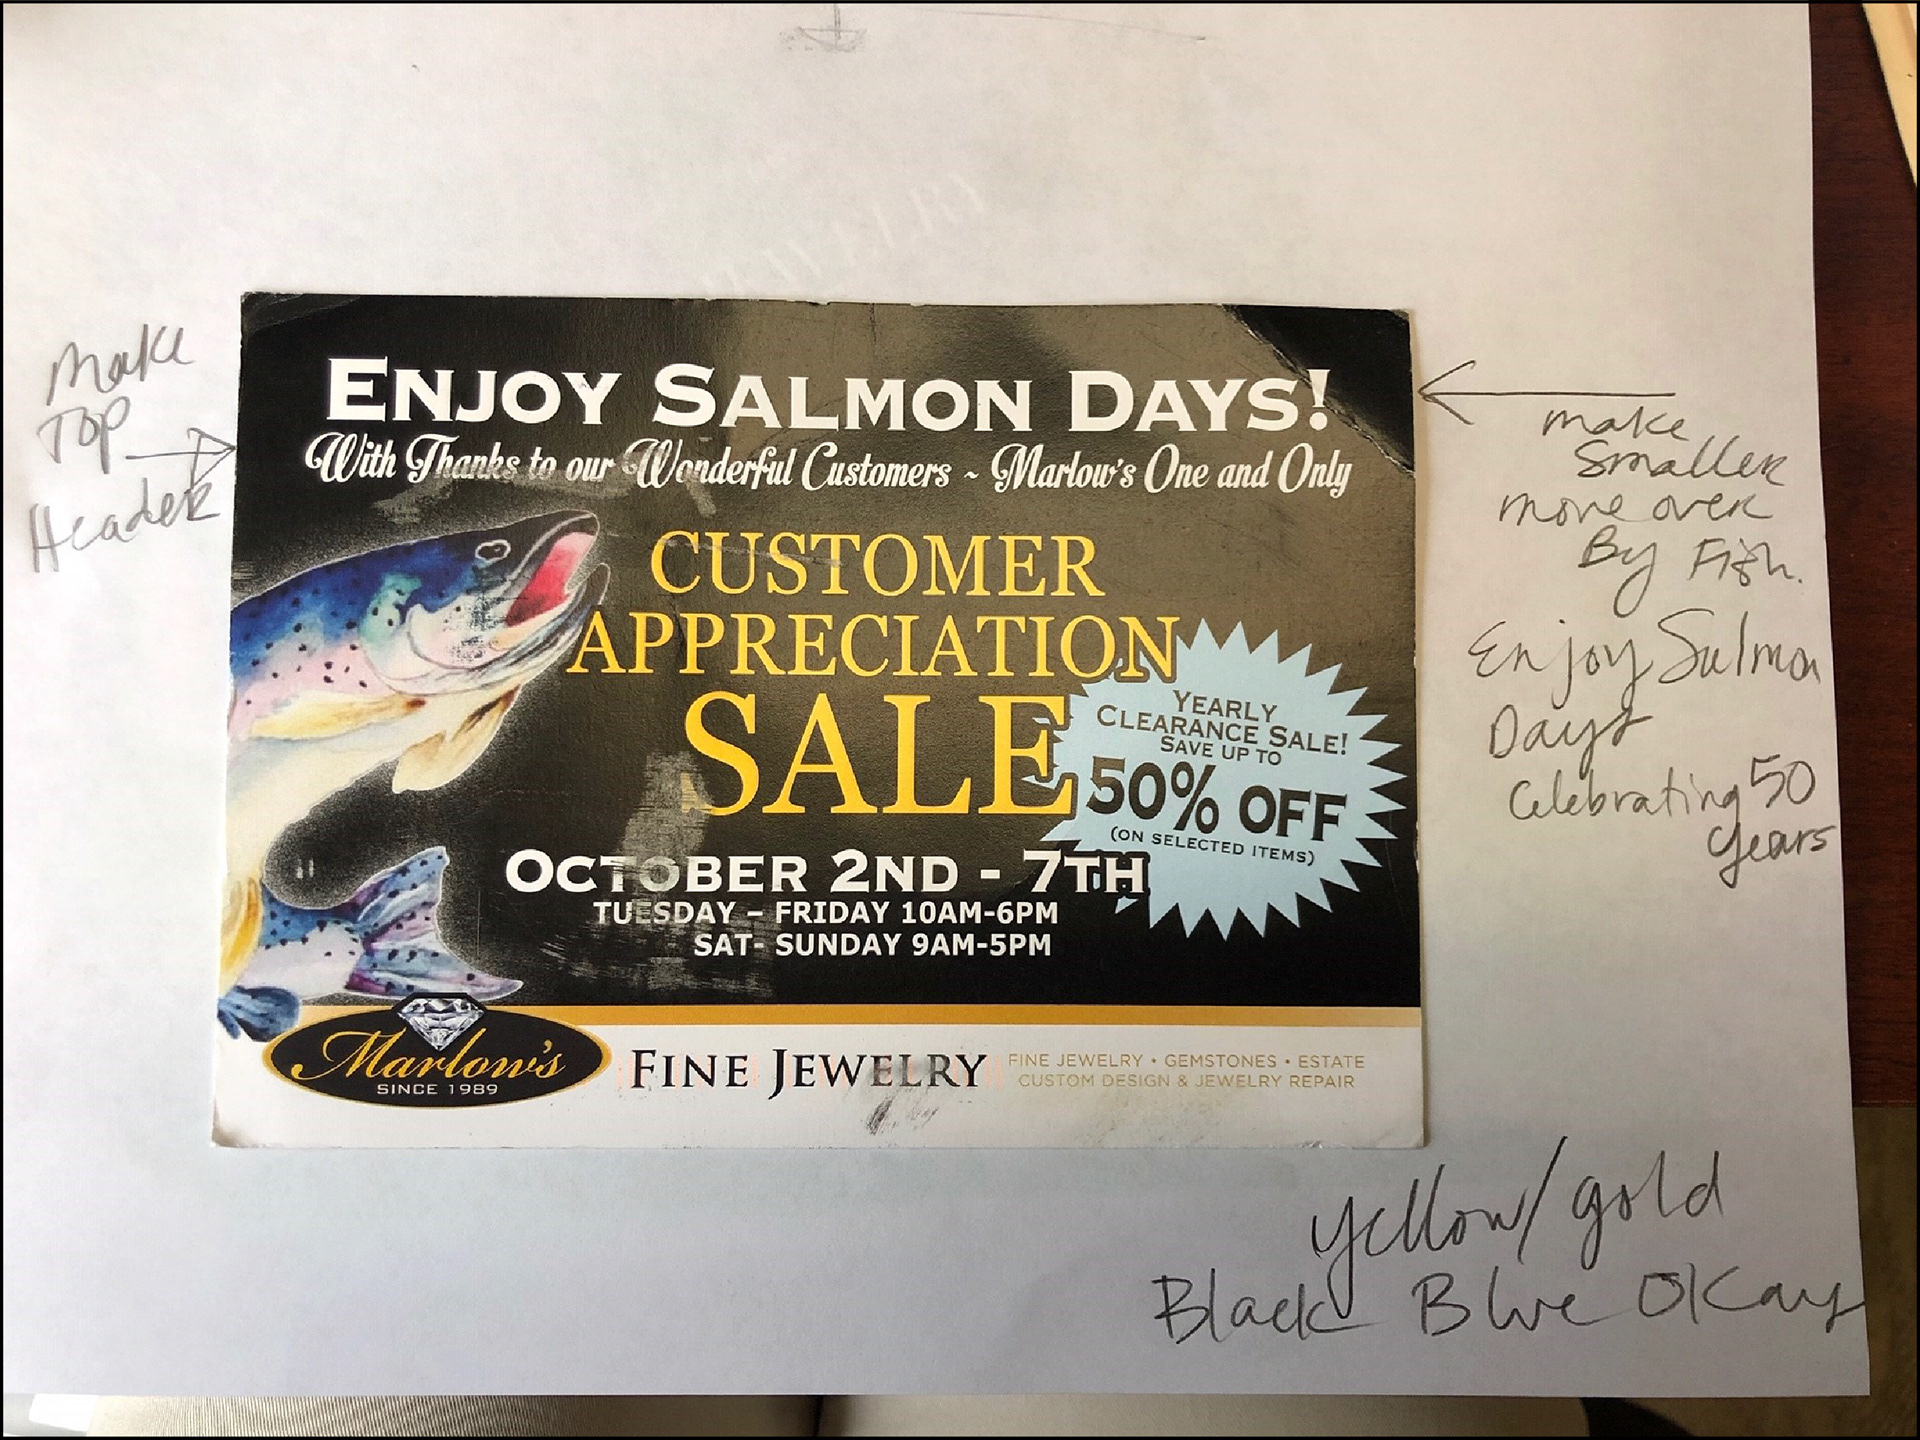 Make
Top
Header
ENJOY SALMON DAYS!
With Thanks to our Wonderful Customers ~ Marlow's One and Only
CUSTOMER
APPRECIATION
SALE
YEARLY
CLEARANCE SALE!
SAVE UP TO
50% OFF
(ON SELECTED ITEMS)
OCTOBER 2ND - 7TH
TUESDAY – FRIDAY 10AM-6PM
SAT- SUNDAY 9AM-5PM
Marlow's
SINCE 1989
FINE JEWELRY
FINE JEWELRY • GEMSTONES • ESTATE
CUSTOM DESIGN & JEWELRY REPAIR
make
Smaller
move over
By Fish.
Enjoy Salmon
Days
Celebrating 50
years
yellow/gold
Black Blue Okay